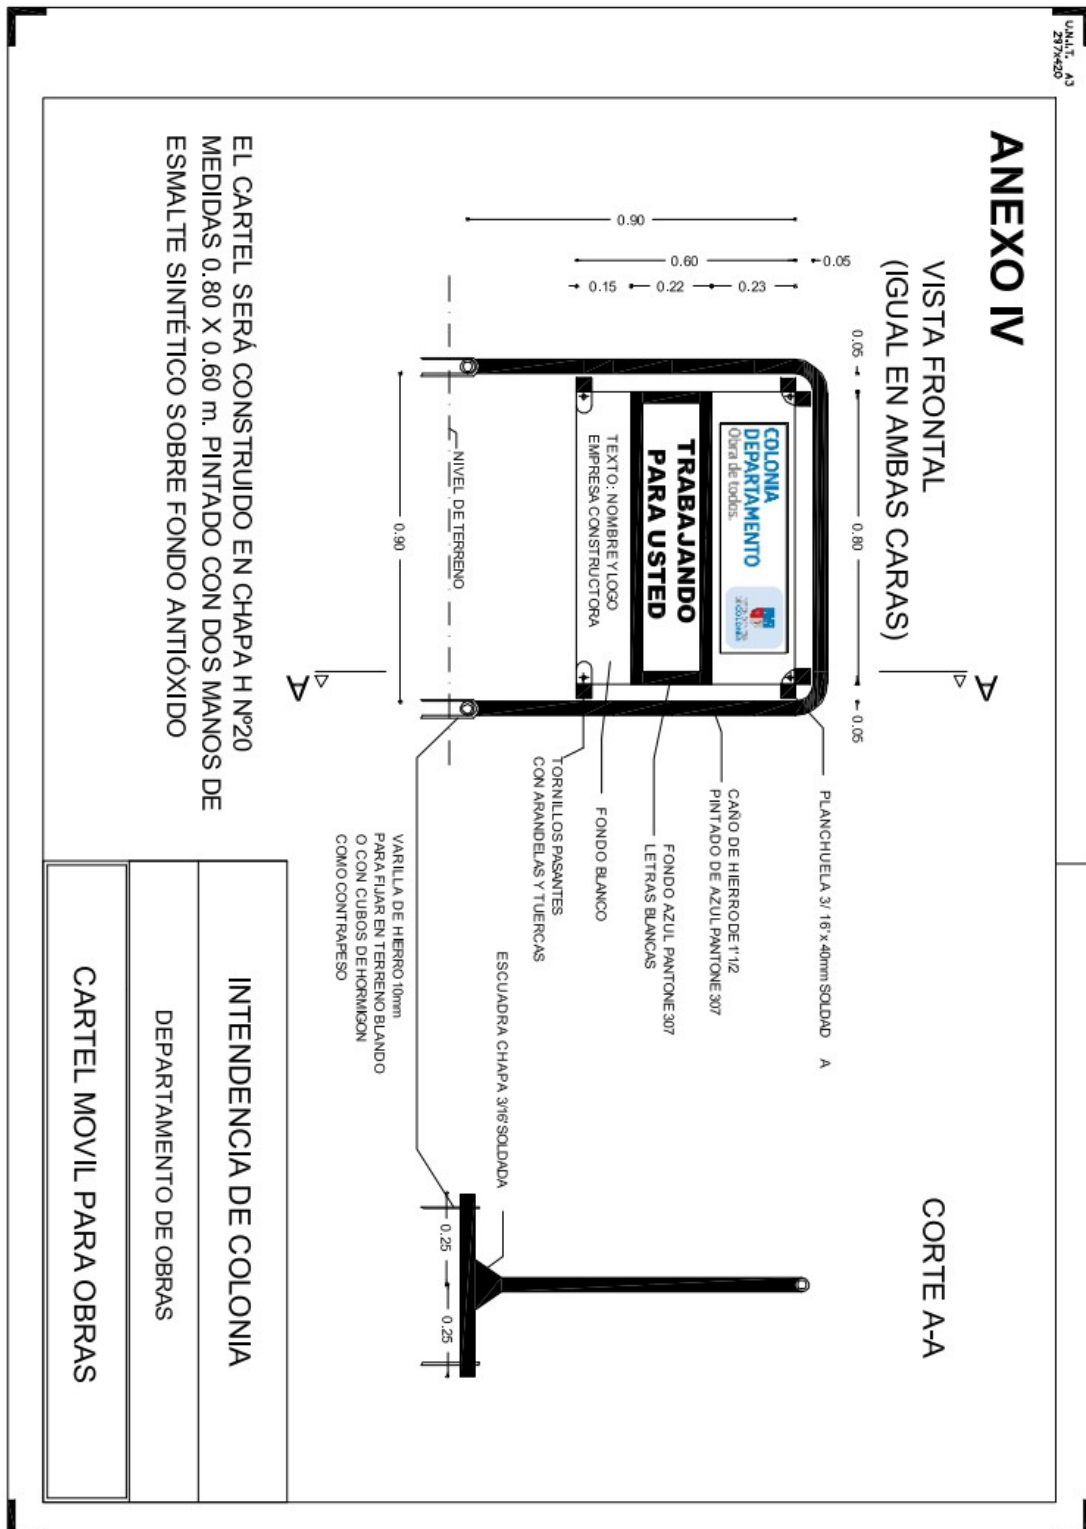 U.N.I.T. A3
297x420
ANEXO IV
VISTA FRONTAL
(IGUAL EN AMBAS CARAS)
CORTE A-A
A
A
0.05
0.80
0.05
0.05
0.23
0.22
0.15
0.60
0.90
COLONIA
DEPARTAMENTO
Obra de todos.
DE COLONIA
TRABAJANDO
PARA USTED
TEXTO: NOMBRE Y LOGO
EMPRESA CONSTRUCTORA
NIVEL DE TERRENO
0.90
PLANCHUELA 3/ 16'x 40mm SOLDAD A
CAÑO DE HIERRO DE 1'1/2
PINTADO DE AZUL PANTONE 307
FONDO AZUL PANTONE 307
LETRAS BLANCAS
FONDO BLANCO
TORNILLOS PASANTES
CON ARANDELAS Y TUERCAS
ESCUADRA CHAPA 3/16'SOLDADA
VARILLA DE HIERRO 10mm
PARA FIJAR EN TERRENO BLANDO
O CON CUBOS DE HORMIGON
COMO CONTRAPESO
0.25
0.25
EL CARTEL SERÁ CONSTRUIDO EN CHAPA H Nº20
MEDIDAS 0.80 X 0.60 m. PINTADO CON DOS MANOS DE
ESMALTE SINTÉTICO SOBRE FONDO ANTIÓXIDO
INTENDENCIA DE COLONIA
DEPARTAMENTO DE OBRAS
CARTEL MOVIL PARA OBRAS